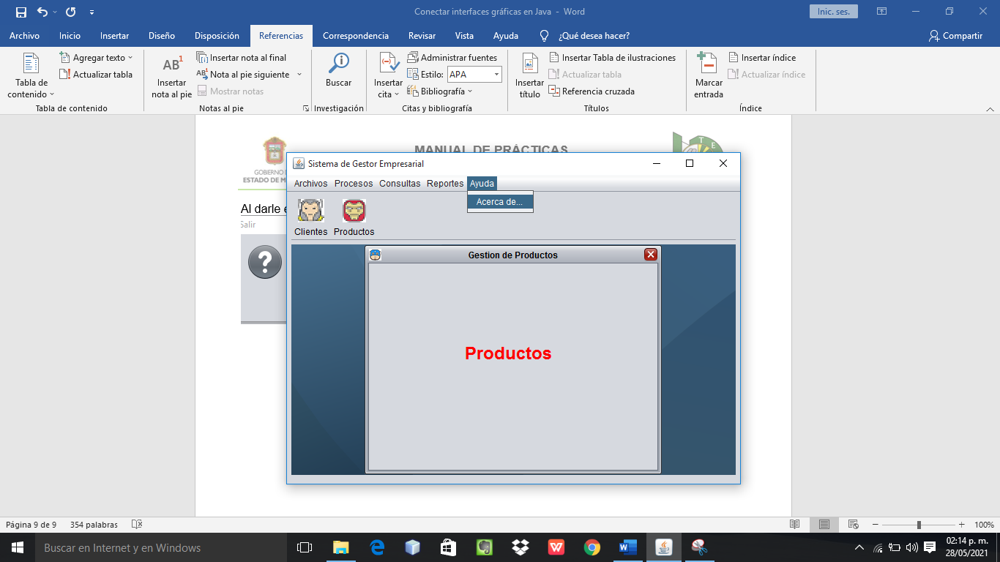 Conectar interfaces gráficas en Java - Word
Inic. ses.
Archivo Inicio Insertar Diseño Disposición Referencias Correspondencia Revisar Vista Ayuda ¿Qué desea hacer? Compartir
Tabla de contenido
Agregar texto
Actualizar tabla
Tabla de contenido
AB1
Insertar nota al pie
Insertar nota al final
Nota al pie siguiente
Mostrar notas
Notas al pie
Buscar
Investigación
Insertar cita
Administrar fuentes
Estilo: APA
Bibliografía
Citas y bibliografía
Insertar título
Insertar Tabla de ilustraciones
Actualizar tabla
Referencia cruzada
Títulos
Marcar entrada
Insertar índice
Actualizar índice
Índice
MANUAL DE PRÁCTICAS
GOBIERNO D
ESTADO DE M
Al darle
Salir
Sistema de Gestor Empresarial
Archivos Procesos Consultas Reportes Ayuda
Acerca de...
Clientes Productos
Gestion de Productos
Productos
Página 9 de 9 354 palabras 100%
Buscar en Internet y en Windows
02:14 p. m.
28/05/2021